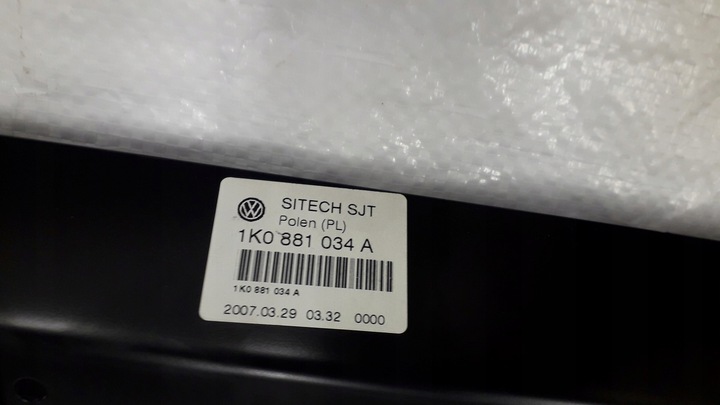 SITECH SJT
Polen (PL)
1K0 881 034 A
1K0 881 034 A
2007.03.29 03.32 0000